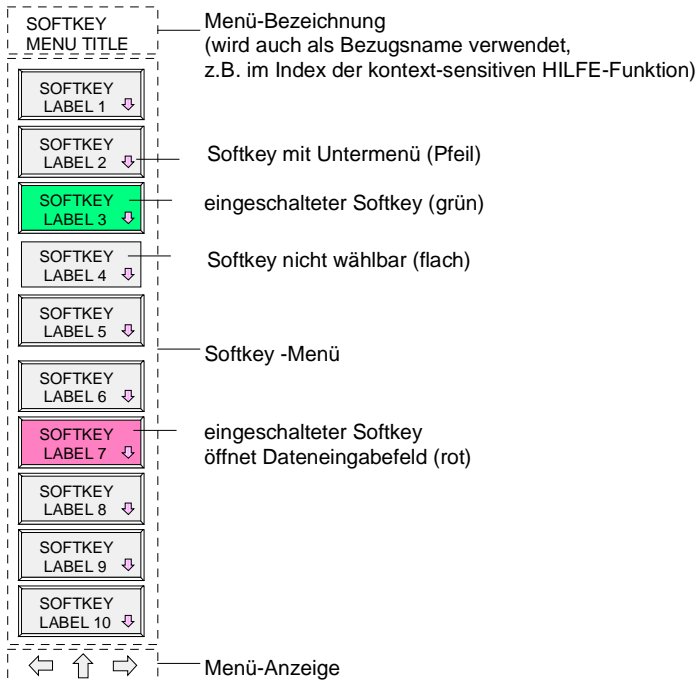 SOFTKEY
MENU TITLE
Menü-Bezeichnung
(wird auch als Bezugsname verwendet,
z.B. im Index der kontext-sensitiven HILFE-Funktion)
SOFTKEY
LABEL 1
SOFTKEY
LABEL 2
Softkey mit Untermenü (Pfeil)
SOFTKEY
LABEL 3
eingeschalteter Softkey (grün)
SOFTKEY
LABEL 4
Softkey nicht wählbar (flach)
SOFTKEY
LABEL 5
Softkey -Menü
SOFTKEY
LABEL 6
SOFTKEY
LABEL 7
eingeschalteter Softkey
öffnet Dateneingabefeld (rot)
SOFTKEY
LABEL 8
SOFTKEY
LABEL 9
SOFTKEY
LABEL 10
Menü-Anzeige